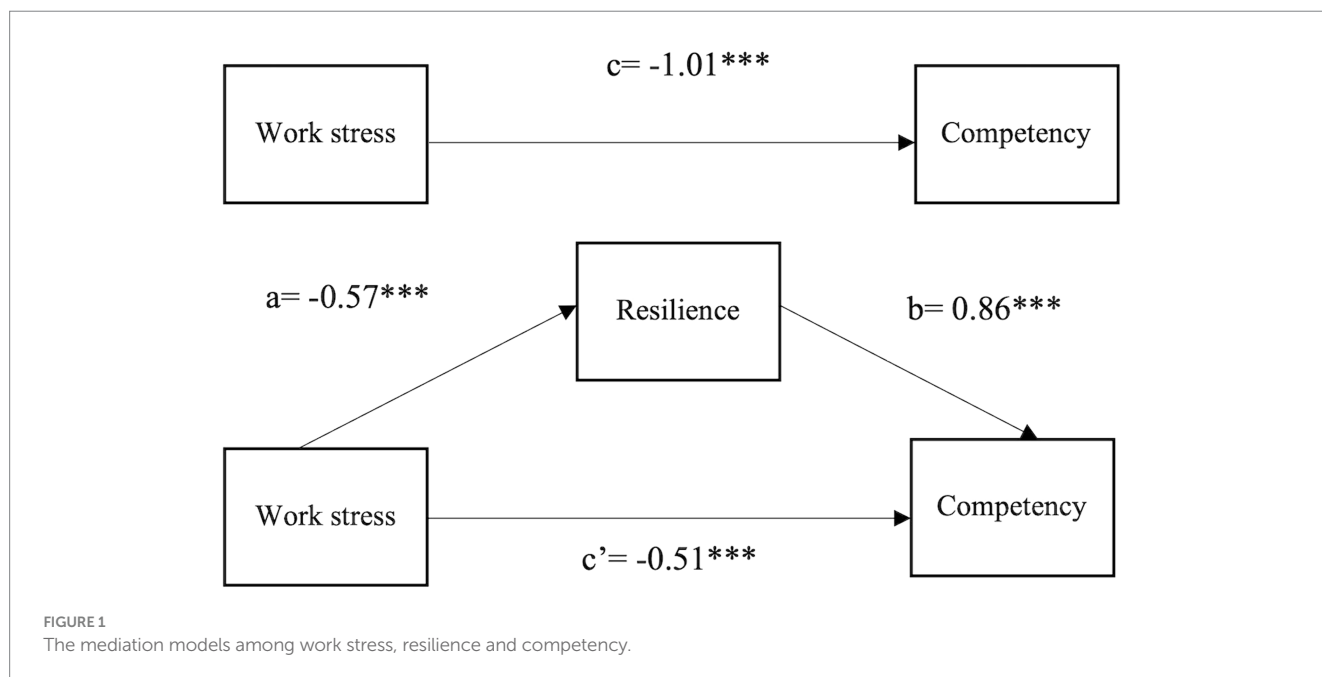 c= -1.01***
Work stress
Competency
a= -0.57***
Resilience
b= 0.86***
Work stress
Competency
c’= -0.51***
FIGURE 1
The mediation models among work stress, resilience and competency.